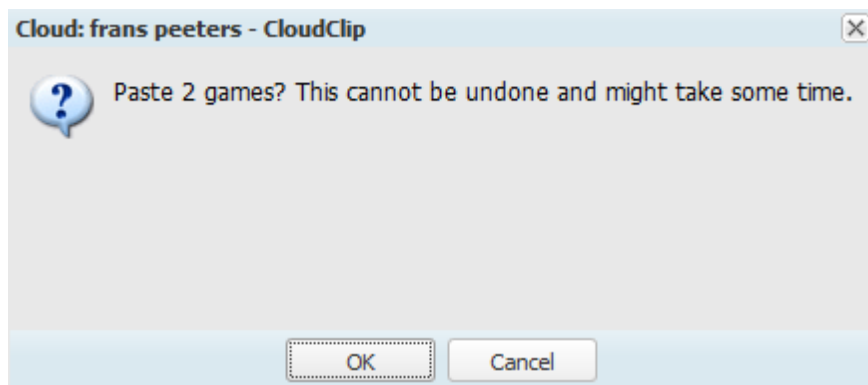 Cloud: frans peeters - CloudClip
Paste 2 games? This cannot be undone and might take some time.
OK
Cancel